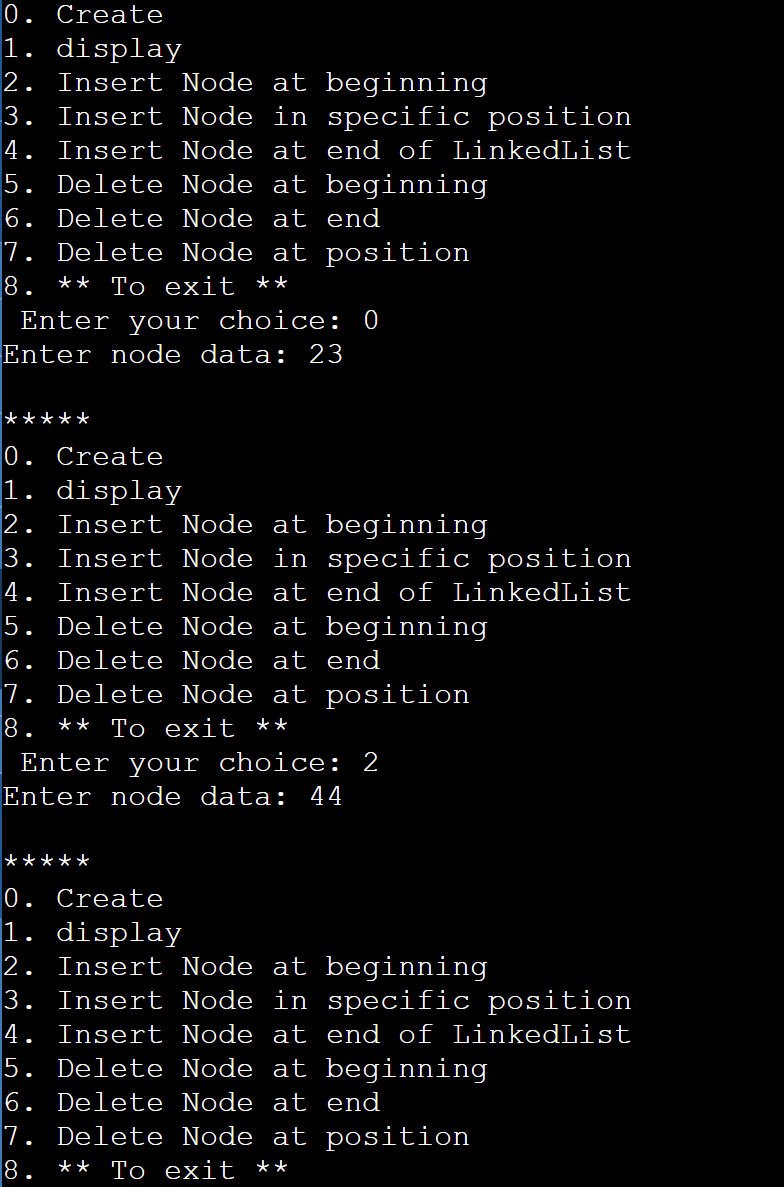 0. Create
1. display
2. Insert Node at beginning
3. Insert Node in specific position
4. Insert Node at end of LinkedList
5. Delete Node at beginning
6. Delete Node at end
7. Delete Node at position
8. ** To exit **
 Enter your choice: 0
Enter node data: 23

*****
0. Create
1. display
2. Insert Node at beginning
3. Insert Node in specific position
4. Insert Node at end of LinkedList
5. Delete Node at beginning
6. Delete Node at end
7. Delete Node at position
8. ** To exit **
 Enter your choice: 2
Enter node data: 44

*****
0. Create
1. display
2. Insert Node at beginning
3. Insert Node in specific position
4. Insert Node at end of LinkedList
5. Delete Node at beginning
6. Delete Node at end
7. Delete Node at position
8. ** To exit **